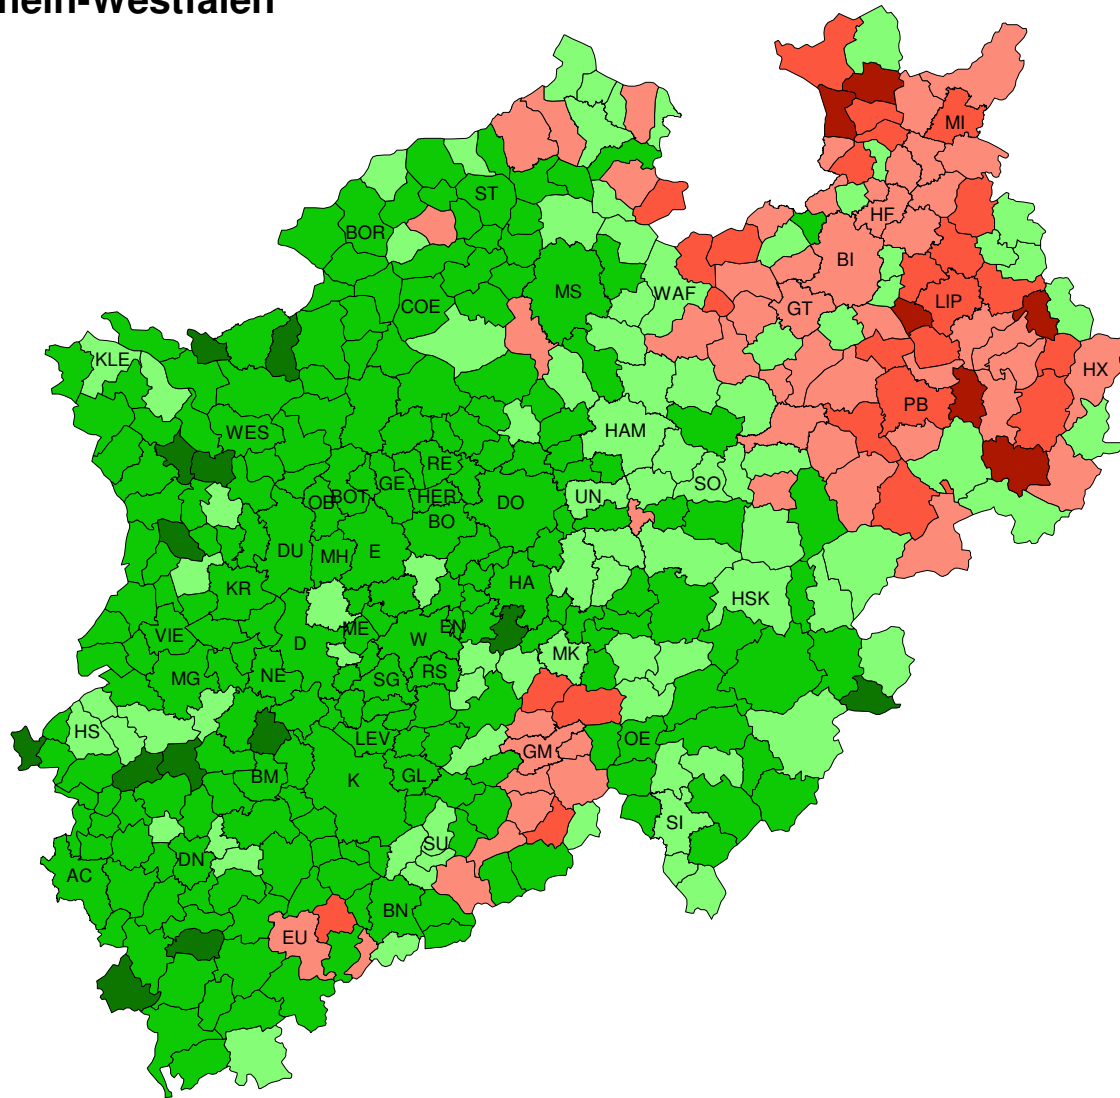 hein-Westfalen
MI
ST
HF
BOR
BI
MS
WAF
LIP
COE
GT
KLE
HX
PB
WES
HAM
RE
GE
SO
OB
BOT
HER
UN
DO
BO
DU
MH
E
HA
KR
HSK
EN
ME
VIE
W
D
MK
RS
NE
SG
MG
HS
LEV
OE
GM
BM
K
GL
SI
SU
DN
AC
BN
EU